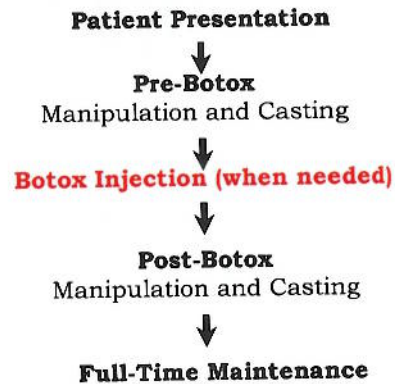 Patient Presentation
Pre-Botox
Manipulation and Casting
Botox Injection (when needed)
Post-Botox
Manipulation and Casting
Full-Time Maintenance